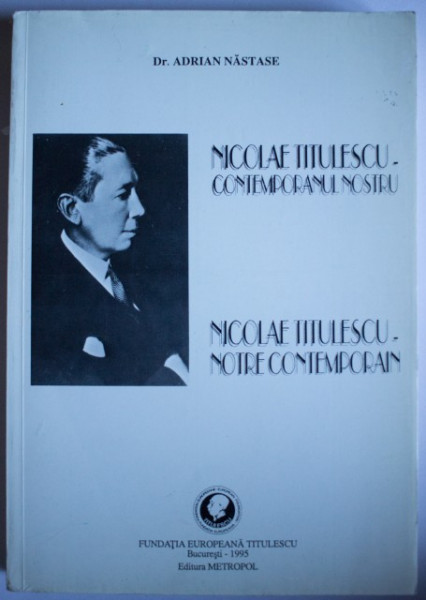 Dr. ADRIAN NĂSTASE
NICOLAE TITULESCU -
CONTEMPORANUL NOSTRU
NICOLAE TITULESCU -
NOTRE CONTEMPORAIN
FUNDAȚIA EUROPEANĂ TITULESCU
București - 1995
Editura METROPOL